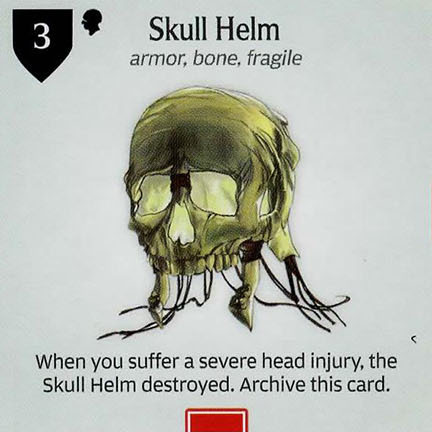 3
Skull Helm
armor, bone, fragile
When you suffer a severe head injury, the
Skull Helm destroyed. Archive this card.